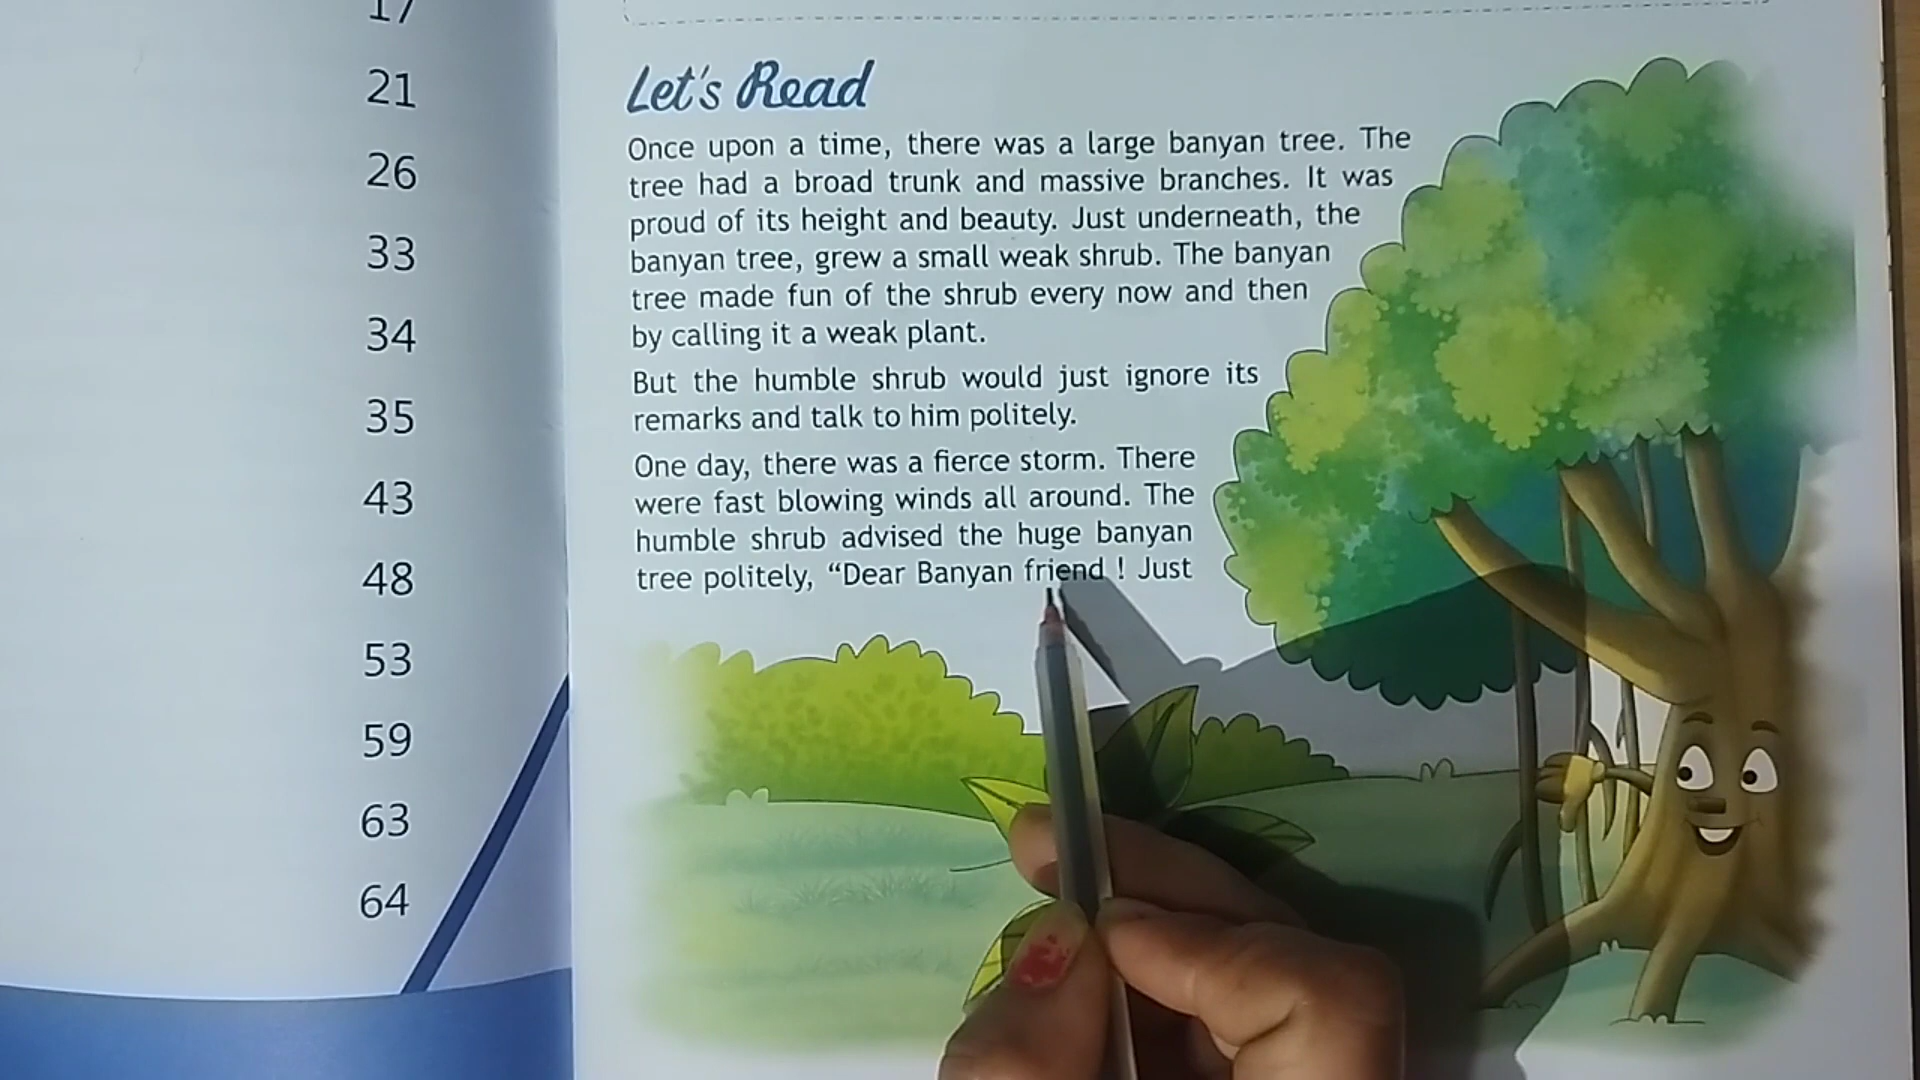 17
21
26
33
34
35
43
48
53
59
63
64
Let's Read
Once upon a time, there was a large banyan tree. The
tree had a broad trunk and massive branches. It was
proud of its height and beauty. Just underneath, the
banyan tree, grew a small weak shrub. The banyan
tree made fun of the shrub every now and then
by calling it a weak plant.
But the humble shrub would just ignore its
remarks and talk to him politely.
One day, there was a fierce storm. There
were fast blowing winds all around. The
humble shrub advised the huge banyan
tree politely, “Dear Banyan friend ! Just